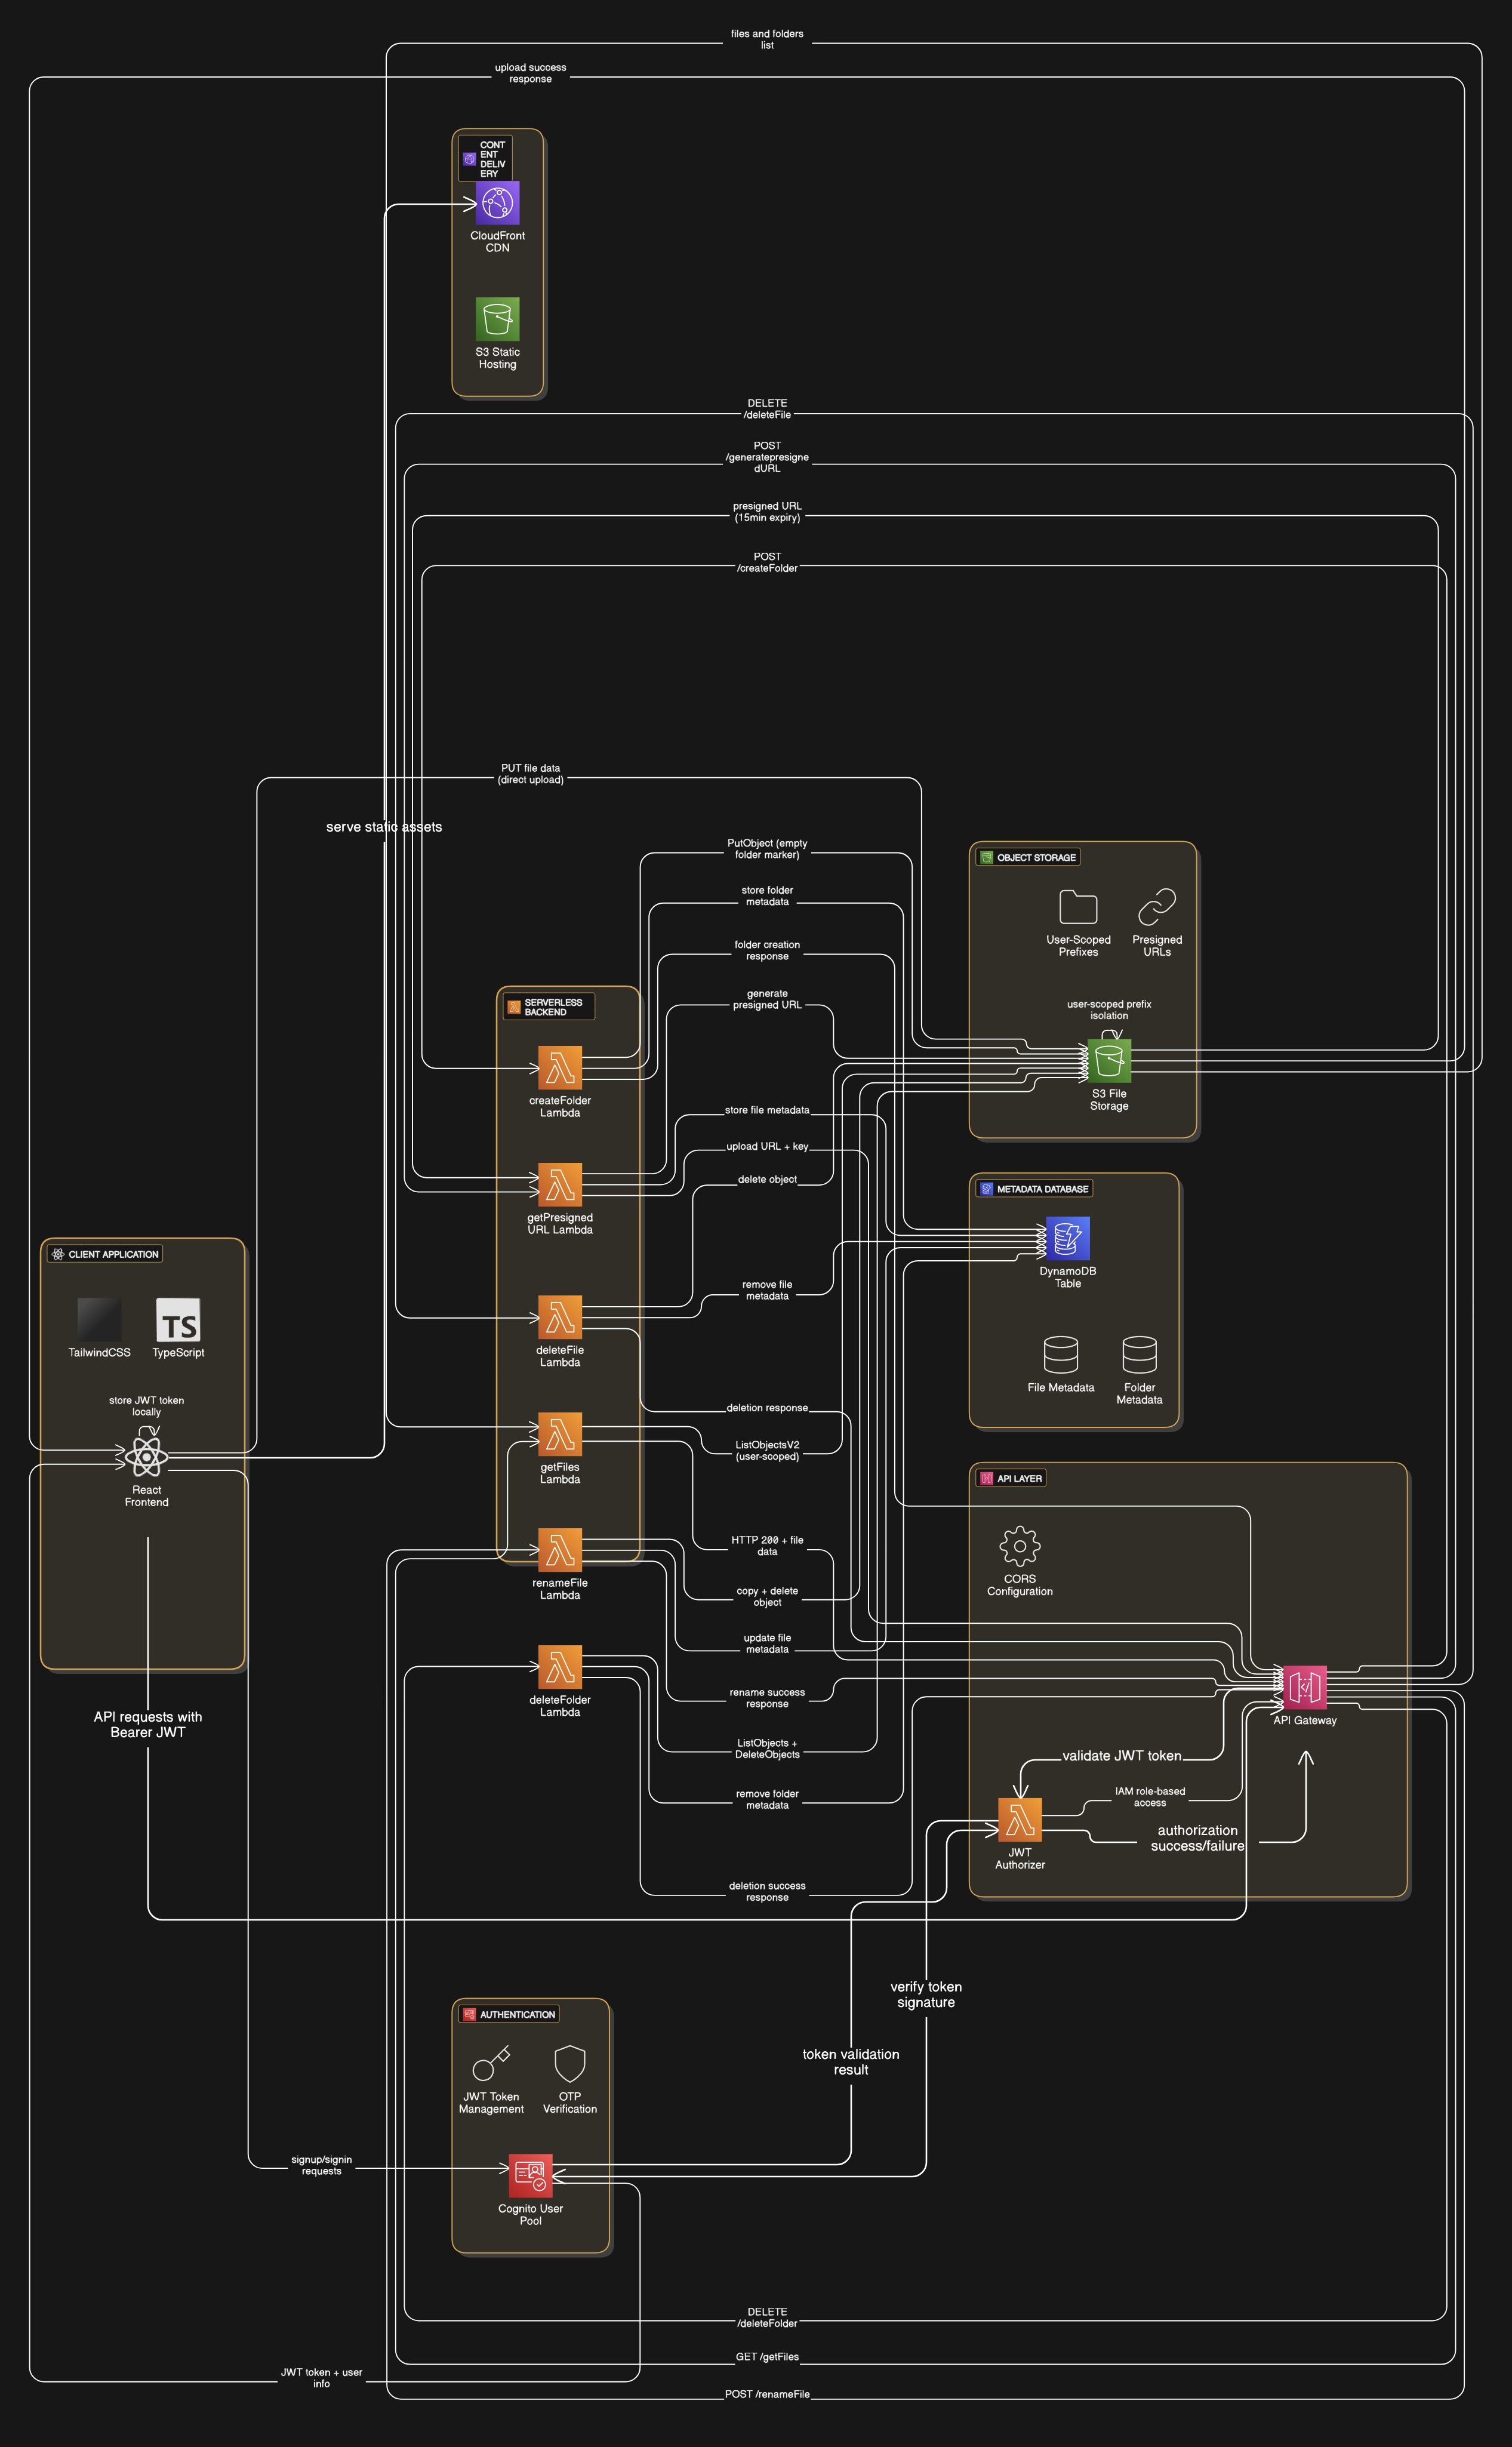 files and folders
list
upload success
response
CONT
ENT
DELIV
ERY
CloudFront
CDN
S3 Static
Hosting
DELETE
/deleteFile
POST
/generatepresigne
dURL
presigned URL
(15min expiry)
POST
/createFolder
PUT file data
(direct upload)
serve static assets
PutObject (empty
folder marker)
store folder
metadata
folder creation
response
generate
presigned URL
OBJECT STORAGE
User-Scoped
Prefixes
Presigned
URLs
user-scoped prefix
isolation
S3 File
Storage
SERVERLESS
BACKEND
createFolder
Lambda
store file metadata
upload URL + key
delete object
getPresigned
URL Lambda
METADATA DATABASE
DynamoDB
Table
File Metadata
Folder
Metadata
CLIENT APPLICATION
TS
TailwindCSS
TypeScript
store JWT token
locally
React
Frontend
remove file
metadata
deleteFile
Lambda
deletion response
ListObjectsV2
(user-scoped)
getFiles
Lambda
API LAYER
CORS
Configuration
HTTP 200 + file
data
renameFile
Lambda
copy + delete
object
update file
metadata
deleteFolder
Lambda
rename success
response
API requests with
Bearer JWT
API Gateway
ListObjects +
DeleteObjects
validate JWT token
remove folder
metadata
IAM role-based
access
authorization
success/failure
JWT
Authorizer
deletion success
response
verify token
signature
token validation
result
AUTHENTICATION
JWT Token
Management
OTP
Verification
signup/signin
requests
Cognito User
Pool
DELETE
/deleteFolder
GET /getFiles
JWT token + user
info
POST /renameFile